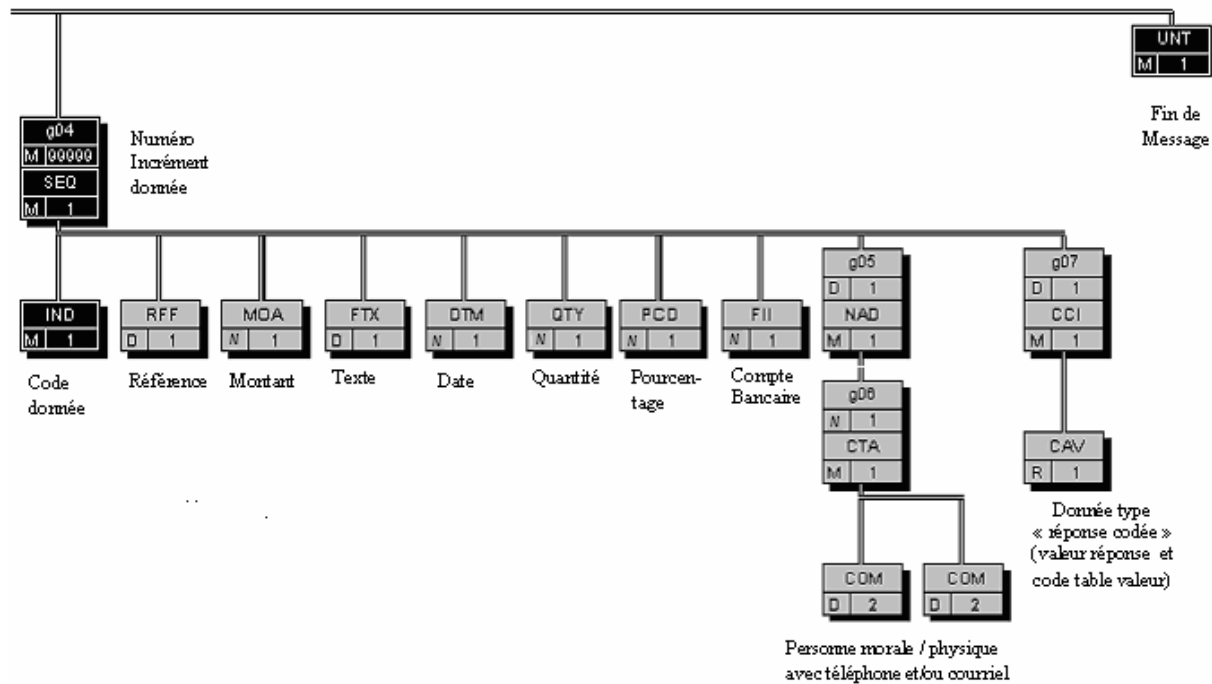 UNT
M 1
Fin de
Message
g04
M 99999
SEQ
M 1
Numéro
Incrément
donnée
IND
M 1
Code
donnée
RFF
D 1
Référence
MOA
N 1
Montant
FTX
D 1
Texte
DTM
N 1
Date
QTY
N 1
Quantité
PCD
N 1
Pourcen-
tage
FII
N 1
Compte
Bancaire
g05
D 1
NAD
M 1
g06
N 1
CTA
M 1
COM
D 2
COM
D 2
Personne morale / physique
avec téléphone et/ou courriel
g07
D 1
CCI
M 1
CAV
R 1
Donnée type
« réponse codée »
(valeur réponse et
code table valeur)